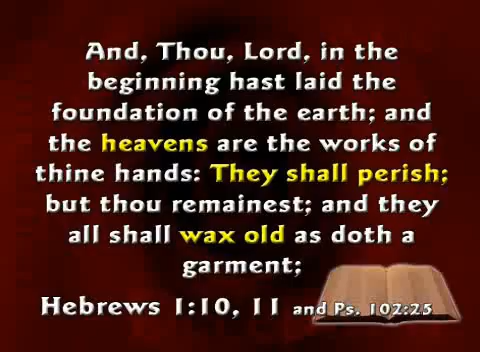 And, Thou, Lord, in the
beginning hast laid the
foundation of the earth; and
the heavens are the works of
thine hands: They shall perish;
but thou remainest; and they
all shall wax old as doth a
garment;
Hebrews 1:10, 11 and Ps. 102:25